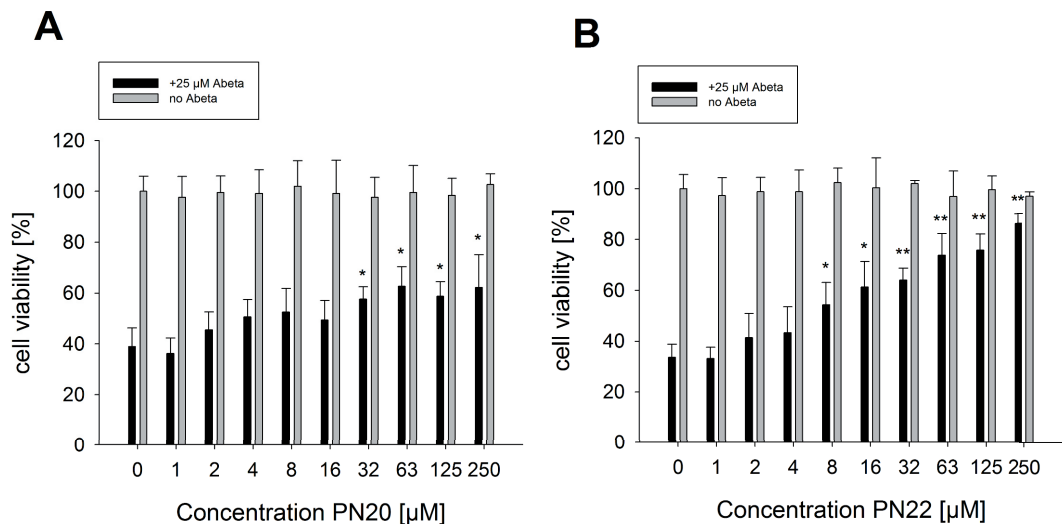 A
+25 µM Abeta
no Abeta
120
100
80
60
40
20
0
cell viability [%]
* * * *
0 1 2 4 8 16 32 63 125 250
Concentration PN20 [µM]
B
+25 µM Abeta
no Abeta
120
100
80
60
40
20
0
cell viability [%]
* * ** ** ** **
0 1 2 4 8 16 32 63 125 250
Concentration PN22 [µM]